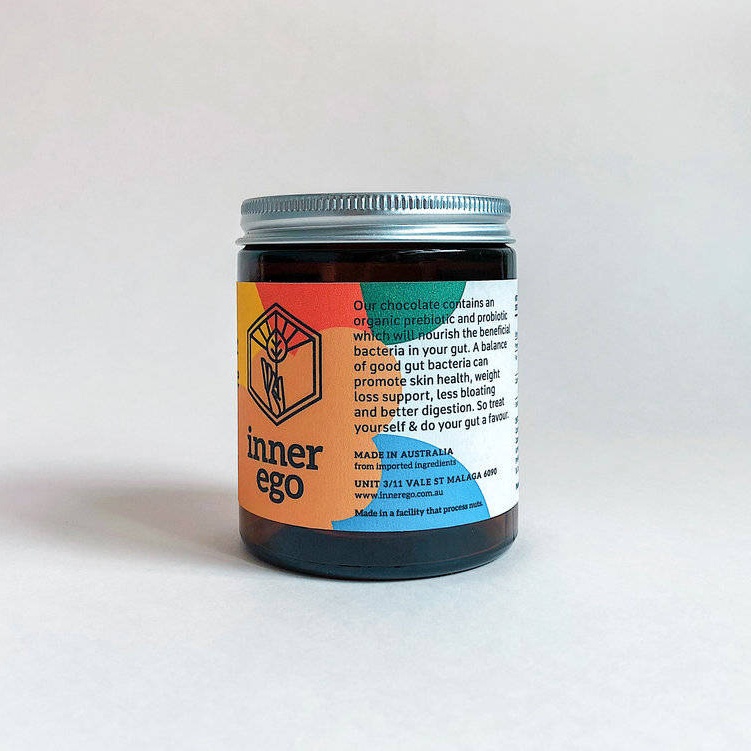 inner
ego
Our chocolate contains an
organic prebiotic and probiotic
which will nourish the beneficial
bacteria in your gut. A balance
of good gut bacteria can
promote skin health, weight
loss support, less bloating
and better digestion. So treat
yourself & do your gut a favour.
MADE IN AUSTRALIA
from imported ingredients
UNIT 3/11 VALE ST MALAGA 6090
www.innerego.com.au
Made in a facility that process nuts.